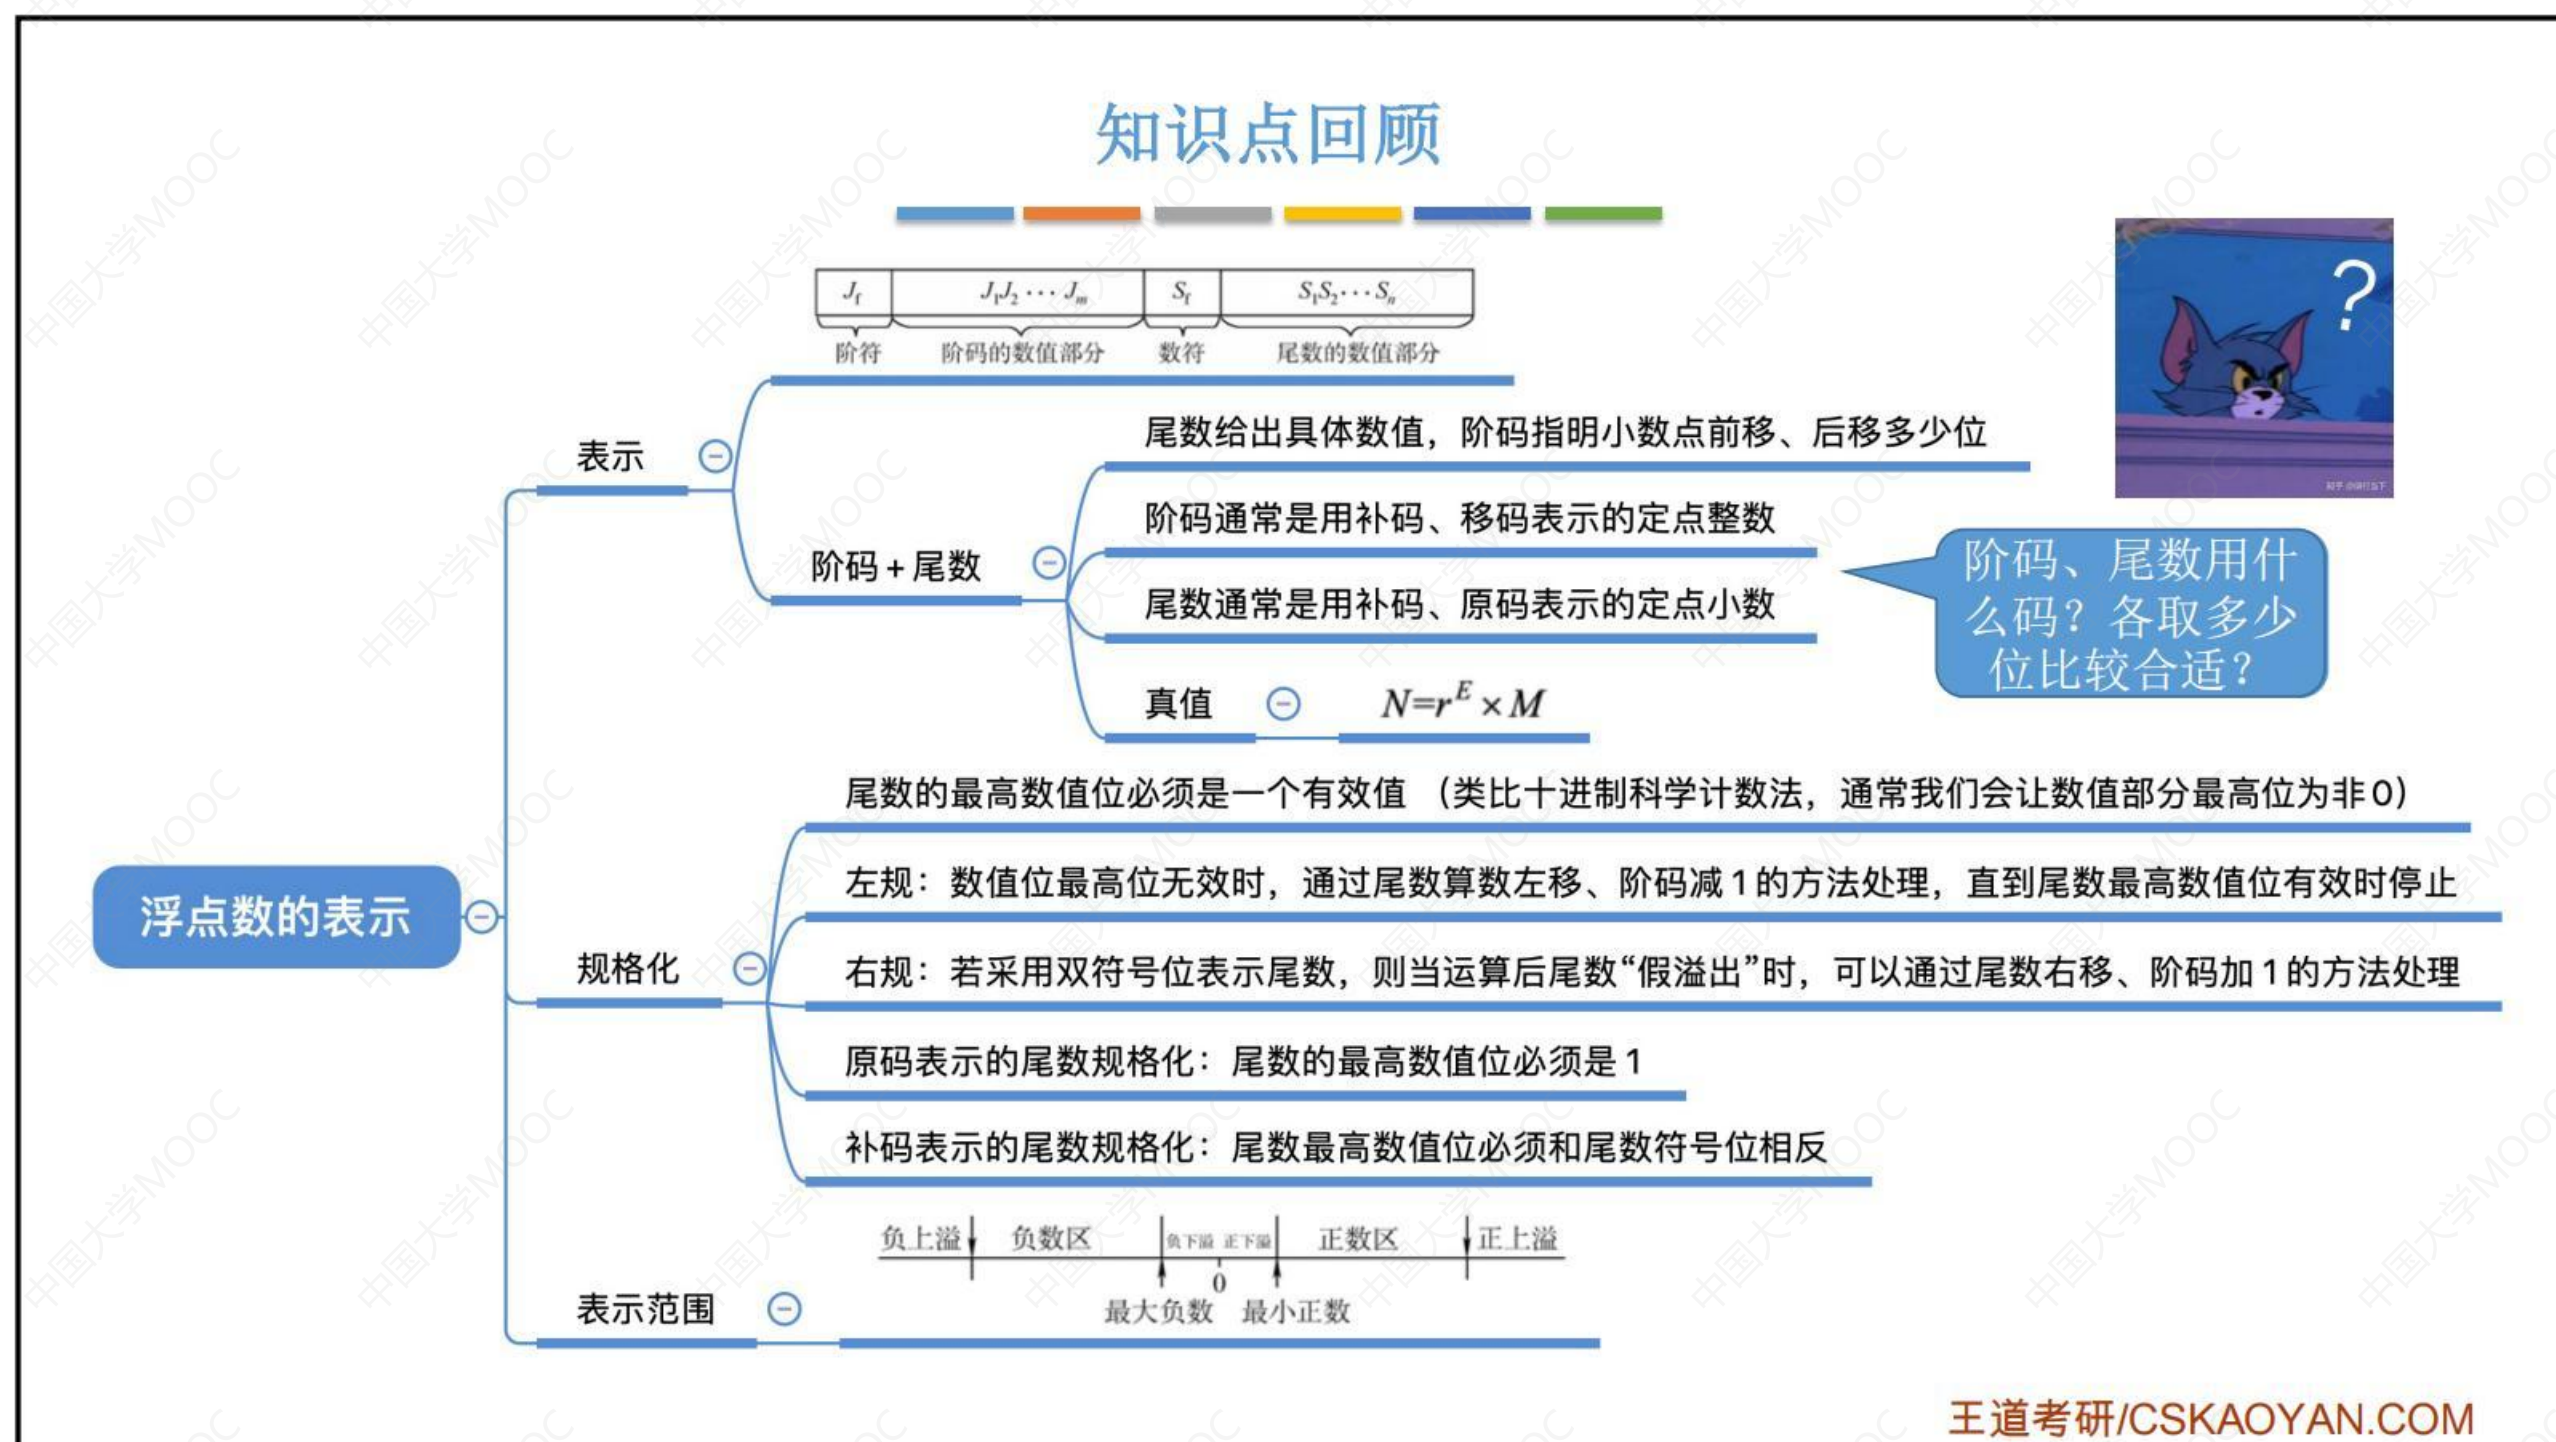 知识点回顾
J_f J₁J₂···J_m S_f S₁S₂···S_n
阶符 阶码的数值部分 数符 尾数的数值部分
?
知乎
表示
阶码+尾数
尾数给出具体数值，阶码指明小数点前移、后移多少位
阶码通常是用补码、移码表示的定点整数
尾数通常是用补码、原码表示的定点小数
真值 N=r^E×M
阶码、尾数用什
么码？各取多少
位比较合适？
浮点数的表示
规格化
尾数的最高数值位必须是一个有效值 （类比十进制科学计数法，通常我们会让数值部分最高位为非0）
左规：数值位最高位无效时，通过尾数算数左移、阶码减1的方法处理，直到尾数最高数值位有效时停止
右规：若采用双符号位表示尾数，则当运算后尾数“假溢出”时，可以通过尾数右移、阶码加1的方法处理
原码表示的尾数规格化：尾数的最高数值位必须是1
补码表示的尾数规格化：尾数最高数值位必须和尾数符号位相反
表示范围
负上溢 负数区 负下溢 正下溢 正数区 正上溢
0
最大负数 最小正数
王道考研/CSKAOYAN.COM
中国大学MOOC